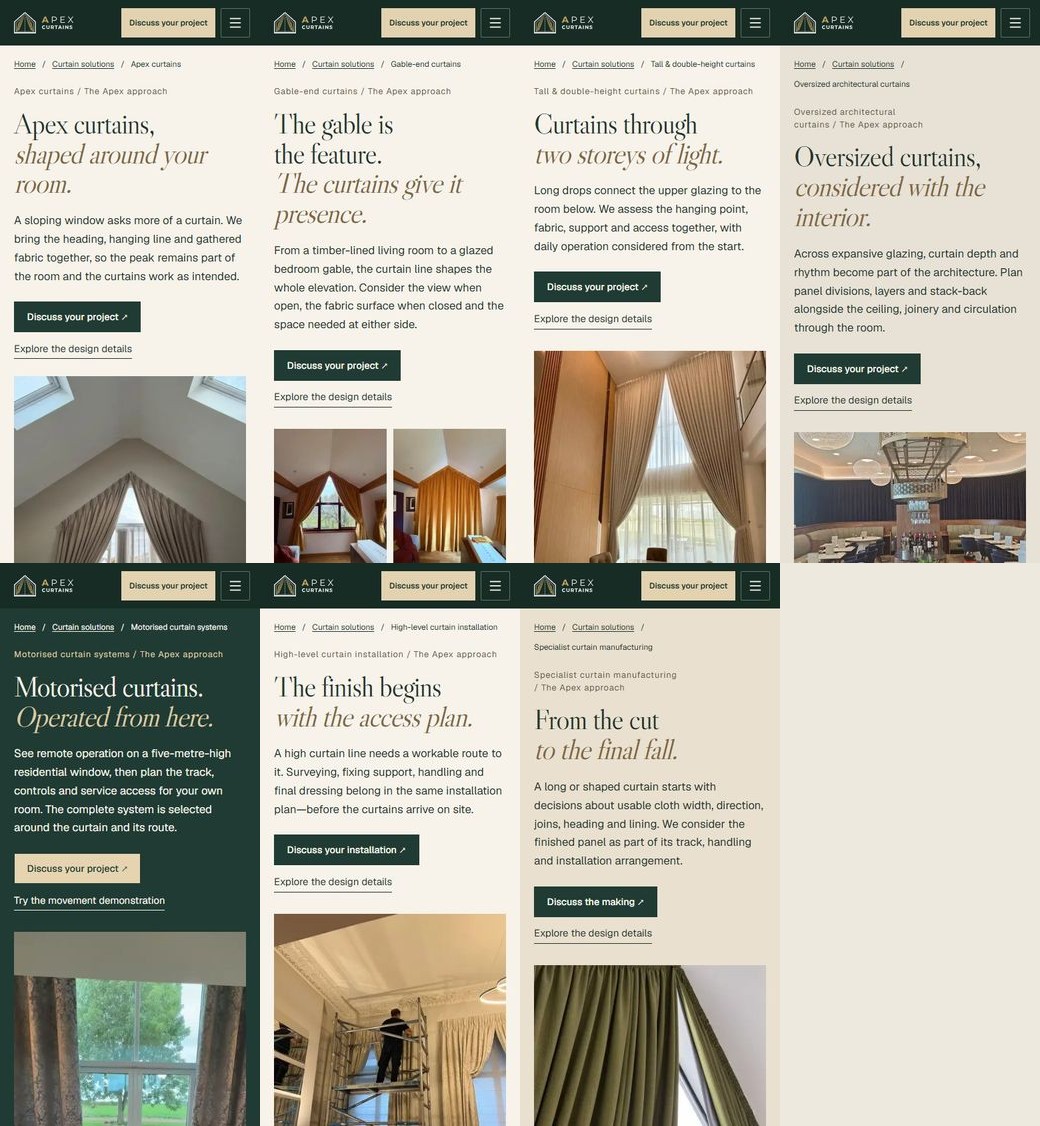 APEX
CURTAINS
Discuss your project
Home / Curtain solutions / Apex curtains
Apex curtains / The Apex approach
Apex curtains,
shaped around your
room.
A sloping window asks more of a curtain. We
bring the heading, hanging line and gathered
fabric together, so the peak remains part of
the room and the curtains work as intended.
Discuss your project ↗
Explore the design details
APEX
CURTAINS
Discuss your project
Home / Curtain solutions / Gable-end curtains
Gable-end curtains / The Apex approach
The gable is
the feature.
The curtains give it
presence.
From a timber-lined living room to a glazed
bedroom gable, the curtain line shapes the
whole elevation. Consider the view when
open, the fabric surface when closed and the
space needed at either side.
Discuss your project ↗
Explore the design details
APEX
CURTAINS
Discuss your project
Home / Curtain solutions / Tall & double-height curtains
Tall & double-height curtains / The Apex approach
Curtains through
two storeys of light.
Long drops connect the upper glazing to the
room below. We assess the hanging point,
fabric, support and access together, with
daily operation considered from the start.
Discuss your project ↗
Explore the design details
APEX
CURTAINS
Discuss your project
Home / Curtain solutions /
Oversized architectural curtains
Oversized architectural
curtains / The Apex approach
Oversized curtains,
considered with the
interior.
Across expansive glazing, curtain depth and
rhythm become part of the architecture. Plan
panel divisions, layers and stack-back
alongside the ceiling, joinery and circulation
through the room.
Discuss your project ↗
Explore the design details
APEX
CURTAINS
Discuss your project
Home / Curtain solutions / Motorised curtain systems
Motorised curtain systems / The Apex approach
Motorised curtains.
Operated from here.
See remote operation on a five-metre-high
residential window, then plan the track,
controls and service access for your own
room. The complete system is selected
around the curtain and its route.
Discuss your project ↗
Try the movement demonstration
APEX
CURTAINS
Discuss your project
Home / Curtain solutions / High-level curtain installation
High-level curtain installation / The Apex approach
The finish begins
with the access plan.
A high curtain line needs a workable route to
it. Surveying, fixing support, handling and
final dressing belong in the same installation
plan—before the curtains arrive on site.
Discuss your installation ↗
Explore the design details
APEX
CURTAINS
Discuss your project
Home / Curtain solutions /
Specialist curtain manufacturing
Specialist curtain manufacturing
/ The Apex approach
From the cut
to the final fall.
A long or shaped curtain starts with
decisions about usable cloth width, direction,
joins, heading and lining. We consider the
finished panel as part of its track, handling
and installation arrangement.
Discuss the making ↗
Explore the design details